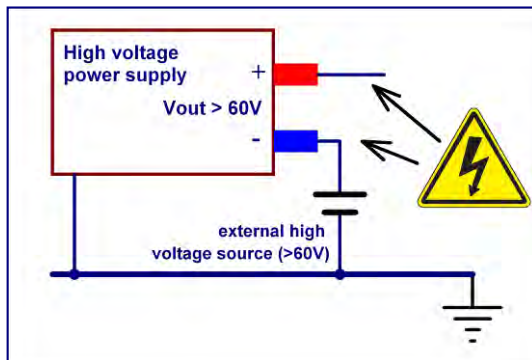 High voltage
power supply
+
Vout > 60V
-
external high
voltage source (>60V)